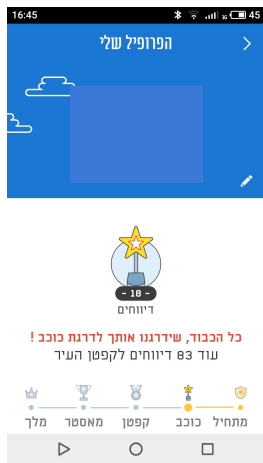 16:45
45
הפרופיל שלי
- 18 -
דיווחים
כל הכבוד, שידרגנו אותך לדרגת כוכב !
עוד 83 דיווחים לקפטן העיר
מתחיל כוכב קפטן מאסטר מלך